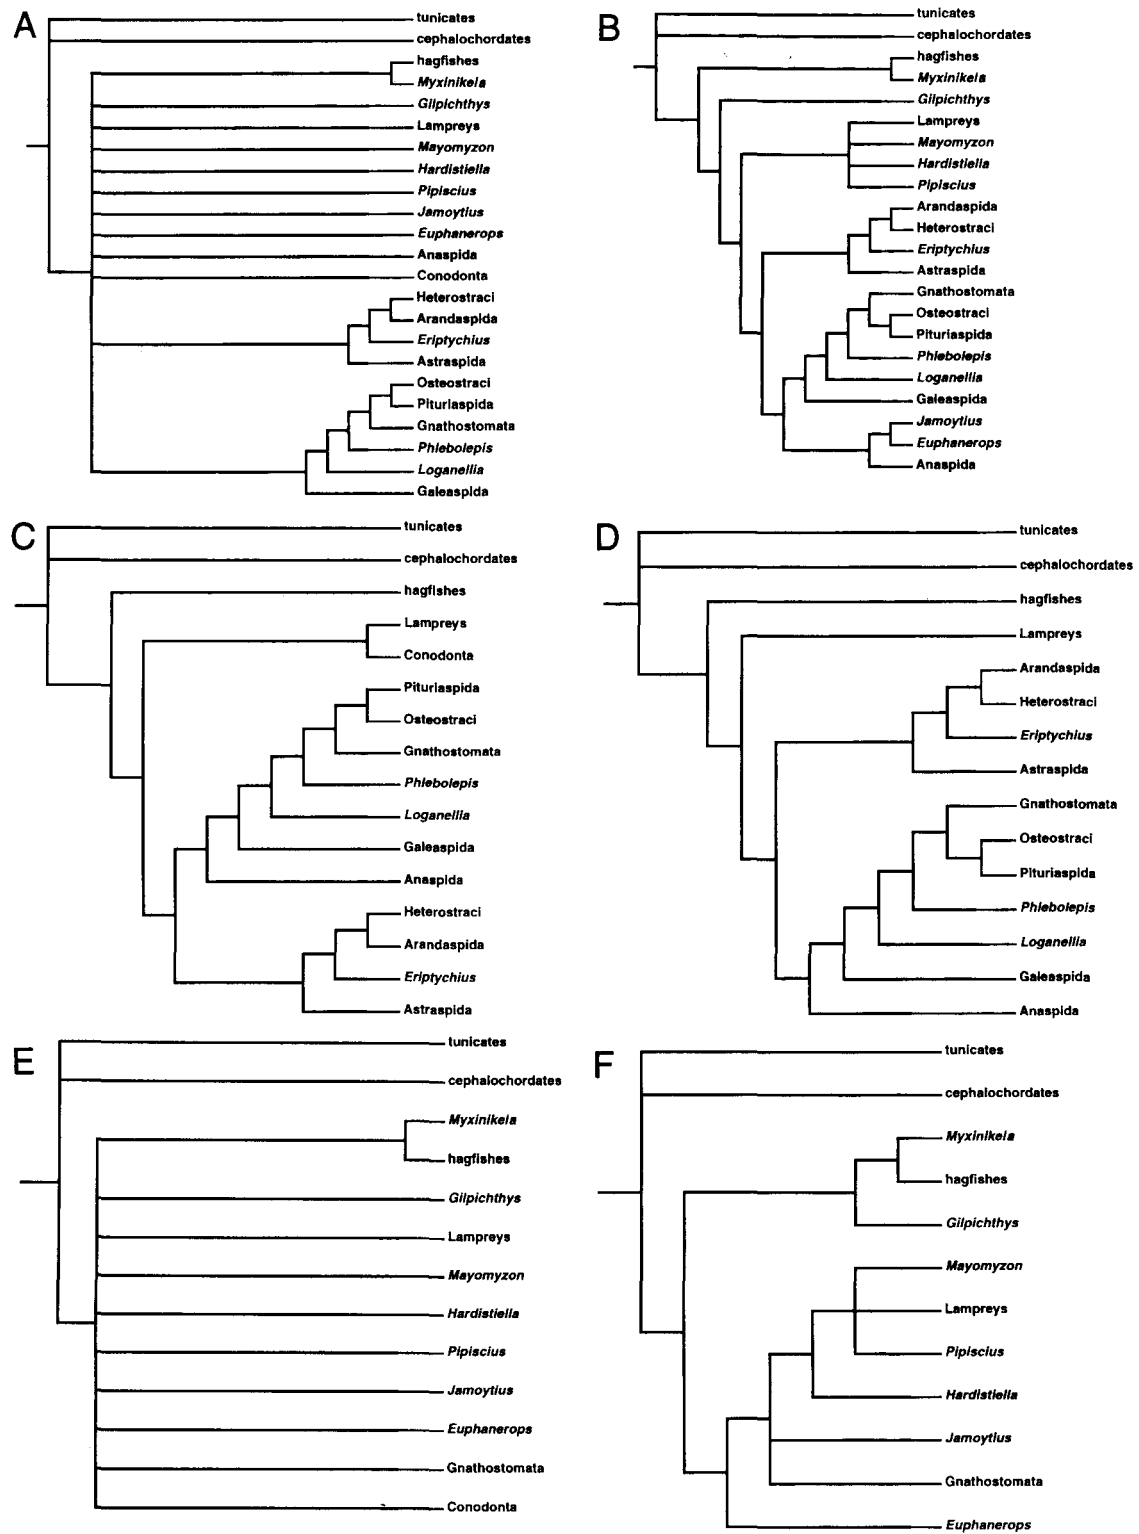 A
tunicates
cephalochordates
hagfishes
Myxinikela
Gilpichthys
Lampreys
Mayomyzon
Hardistiella
Pipiscius
Jamoytius
Euphanerops
Anaspida
Conodonta
Heterostraci
Arandaspida
Eriptychius
Astraspida
Osteostraci
Pituriaspida
Gnathostomata
Phlebolepis
Loganellia
Galeaspida
B
tunicates
cephalochordates
hagfishes
Myxinikela
Gilpichthys
Lampreys
Mayomyzon
Hardistiella
Pipiscius
Arandaspida
Heterostraci
Eriptychius
Astraspida
Gnathostomata
Osteostraci
Pituriaspida
Phlebolepis
Loganellia
Galeaspida
Jamoytius
Euphanerops
Anaspida
C
tunicates
cephalochordates
hagfishes
Lampreys
Conodonta
Pituriaspida
Osteostraci
Gnathostomata
Phlebolepis
Loganellia
Galeaspida
Anaspida
Heterostraci
Arandaspida
Eriptychius
Astraspida
D
tunicates
cephalochordates
hagfishes
Lampreys
Arandaspida
Heterostraci
Eriptychius
Astraspida
Gnathostomata
Osteostraci
Pituriaspida
Phlebolepis
Loganellia
Galeaspida
Anaspida
E
tunicates
cephalochordates
Myxinikela
hagfishes
Gilpichthys
Lampreys
Mayomyzon
Hardistiella
Pipiscius
Jamoytius
Euphanerops
Gnathostomata
Conodonta
F
tunicates
cephalochordates
Myxinikela
hagfishes
Gilpichthys
Mayomyzon
Lampreys
Pipiscius
Hardistiella
Jamoytius
Gnathostomata
Euphanerops